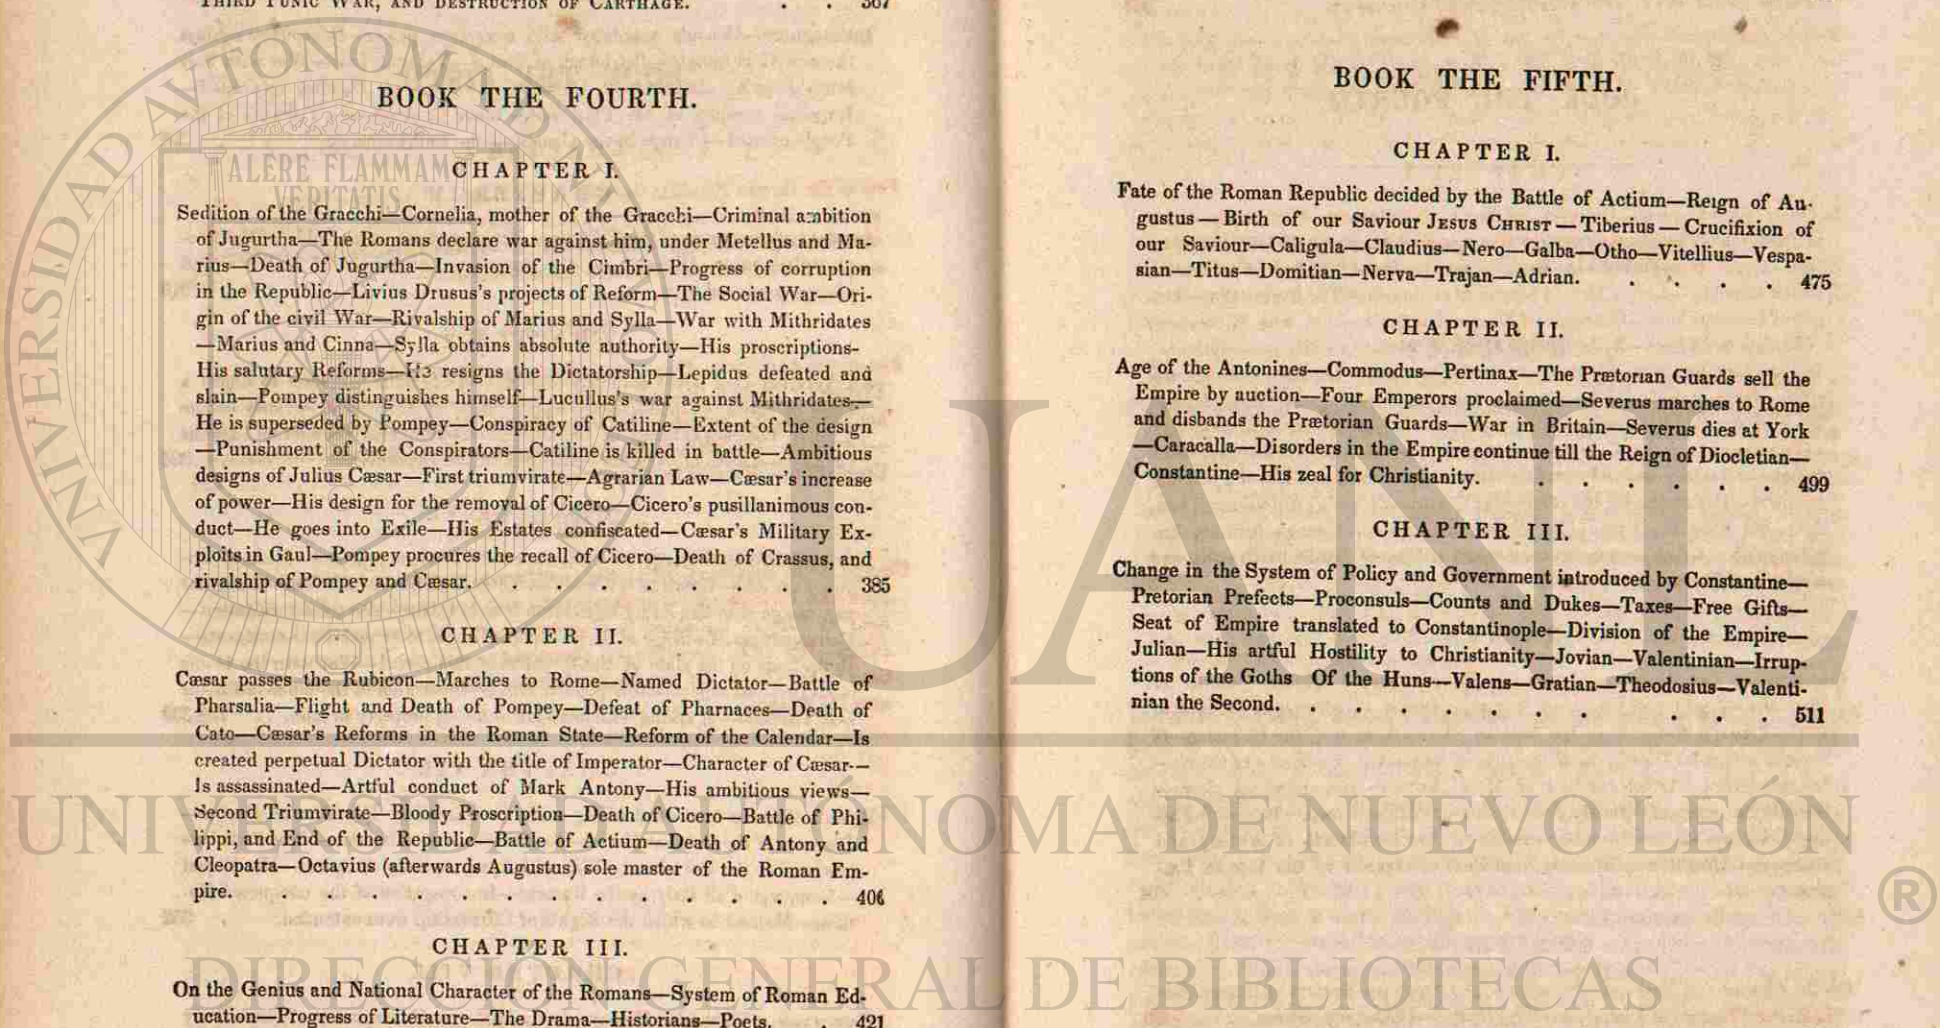 THIRD PUNIC WAR, AND DESTRUCTION OF CARTHAGE. . . 367
BOOK THE FOURTH.
CHAPTER I.
Sedition of the Gracchi—Cornelia, mother of the Gracchi—Criminal ambition
of Jugurtha—The Romans declare war against him, under Metellus and Ma-
rius—Death of Jugurtha—Invasion of the Cimbri—Progress of corruption
in the Republic—Livius Drusus's projects of Reform—The Social War—Ori-
gin of the civil War—Rivalship of Marius and Sylla—War with Mithridates
—Marius and Cinna—Sylla obtains absolute authority—His proscriptions-
His salutary Reforms—He resigns the Dictatorship—Lepidus defeated and
slain—Pompey distinguishes himself—Lucullus's war against Mithridates—
He is superseded by Pompey—Conspiracy of Catiline—Extent of the design
—Punishment of the Conspirators—Catiline is killed in battle—Ambitious
designs of Julius Cæsar—First triumvirate—Agrarian Law—Cæsar's increase
of power—His design for the removal of Cicero—Cicero's pusillanimous con-
duct—He goes into Exile—His Estates confiscated—Cæsar's Military Ex-
ploits in Gaul—Pompey procures the recall of Cicero—Death of Crassus, and
rivalship of Pompey and Cæsar. . . . . . . . . 385
CHAPTER II.
Cæsar passes the Rubicon—Marches to Rome—Named Dictator—Battle of
Pharsalia—Flight and Death of Pompey—Defeat of Pharnaces—Death of
Cato—Cæsar's Reforms in the Roman State—Reform of the Calendar—Is
created perpetual Dictator with the title of Imperator—Character of Cæsar—
Is assassinated—Artful conduct of Mark Antony—His ambitious views—
Second Triumvirate—Bloody Proscription—Death of Cicero—Battle of Phi-
lippi, and End of the Republic—Battle of Actium—Death of Antony and
Cleopatra—Octavius (afterwards Augustus) sole master of the Roman Em-
pire. . . . . . . . . . . . . . 406
CHAPTER III.
On the Genius and National Character of the Romans—System of Roman Ed-
ucation—Progress of Literature—The Drama—Historians—Poets. . 421
BOOK THE FIFTH.
CHAPTER I.
Fate of the Roman Republic decided by the Battle of Actium—Reign of Au-
gustus—Birth of our Saviour JESUS CHRIST—Tiberius—Crucifixion of
our Saviour—Caligula—Claudius—Nero—Galba—Otho—Vitellius—Vespa-
sian—Titus—Domitian—Nerva—Trajan—Adrian. . . . . 475
CHAPTER II.
Age of the Antonines—Commodus—Pertinax—The Prætorian Guards sell the
Empire by auction—Four Emperors proclaimed—Severus marches to Rome
and disbands the Prætorian Guards—War in Britain—Severus dies at York
—Caracalla—Disorders in the Empire continue till the Reign of Diocletian—
Constantine—His zeal for Christianity. . . . . . . 499
CHAPTER III.
Change in the System of Policy and Government introduced by Constantine—
Pretorian Prefects—Proconsuls—Counts and Dukes—Taxes—Free Gifts—
Seat of Empire translated to Constantinople—Division of the Empire—
Julian—His artful Hostility to Christianity—Jovian—Valentinian—Irrup-
tions of the Goths Of the Huns—Valens—Gratian—Theodosius—Valenti-
nian the Second. . . . . . . . . . . 511
UNIVERSIDAD AUTONOMA
ALERE FLAMMAM
VERITATIS
UANL
UNIVERSIDAD AUTÓNOMA DE NUEVO LEÓN
®
DIRECCIÓN GENERAL DE BIBLIOTECAS